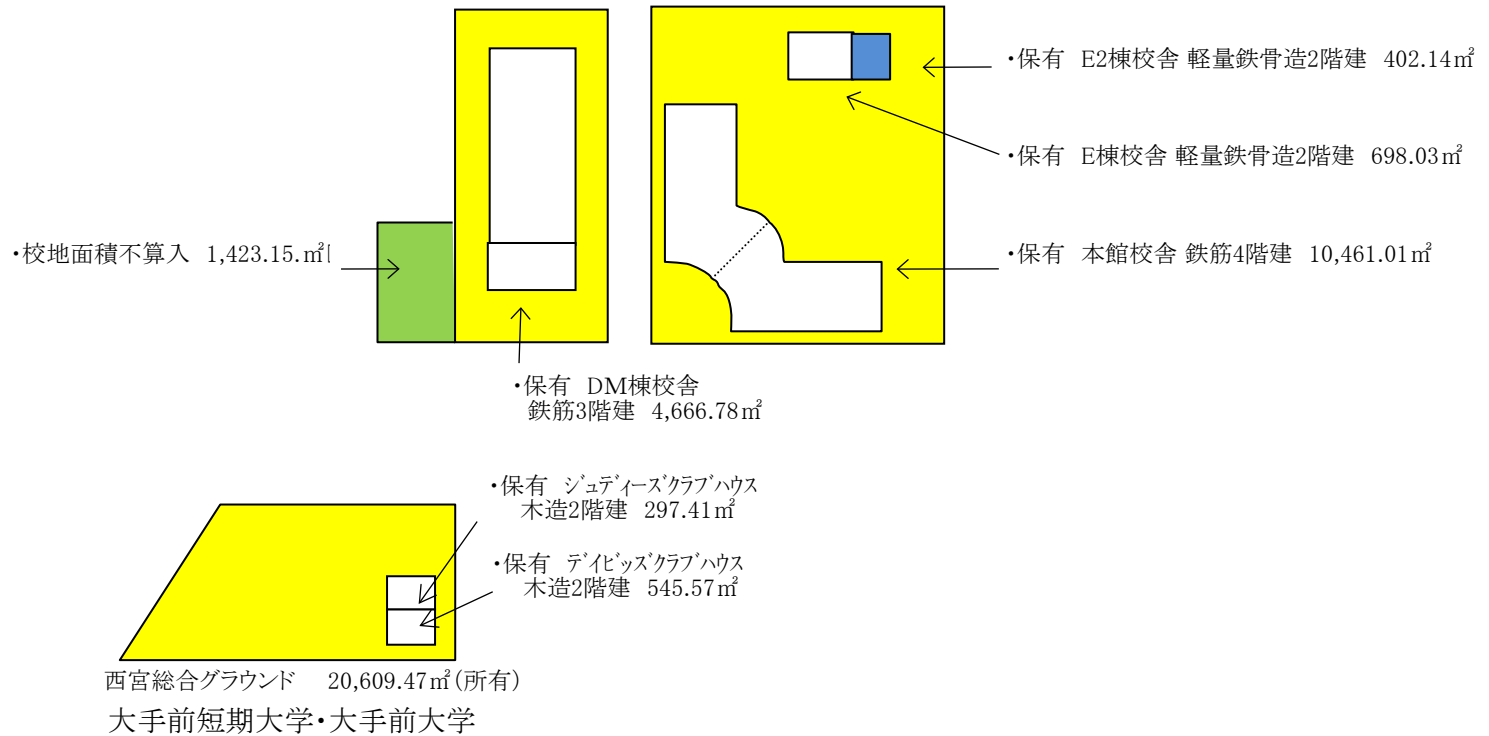 ・保有　E2棟校舎 軽量鉄骨造2階建　402.14㎡
・保有　E棟校舎 軽量鉄骨造2階建　698.03㎡
・校地面積不算入　1,423.15.㎡
・保有　本館校舎 鉄筋4階建　10,461.01㎡
・保有　DM棟校舎
鉄筋3階建　4,666.78㎡
・保有　ｼﾞｭﾃﾞｨｰｽﾞｸﾗﾌﾞﾊｳｽ
木造2階建　297.41㎡
・保有　ﾃﾞｲﾋﾞｯｽﾞｸﾗﾌﾞﾊｳｽ
木造2階建　545.57㎡
西宮総合グラウンド　20,609.47㎡(所有)
大手前短期大学・大手前大学